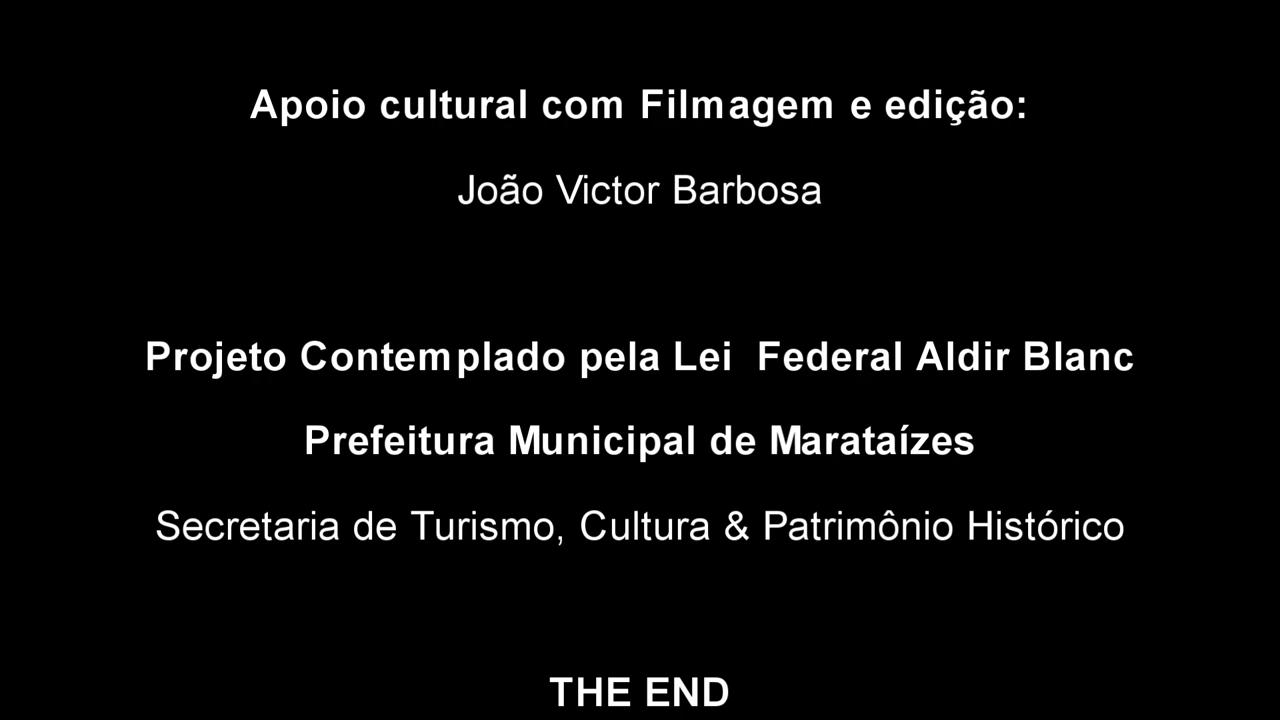 Apoio cultural com Filmagem e edição:
João Victor Barbosa
Projeto Contemplado pela Lei Federal Aldir Blanc
Prefeitura Municipal de Marataízes
Secretaria de Turismo, Cultura & Patrimônio Histórico
THE END